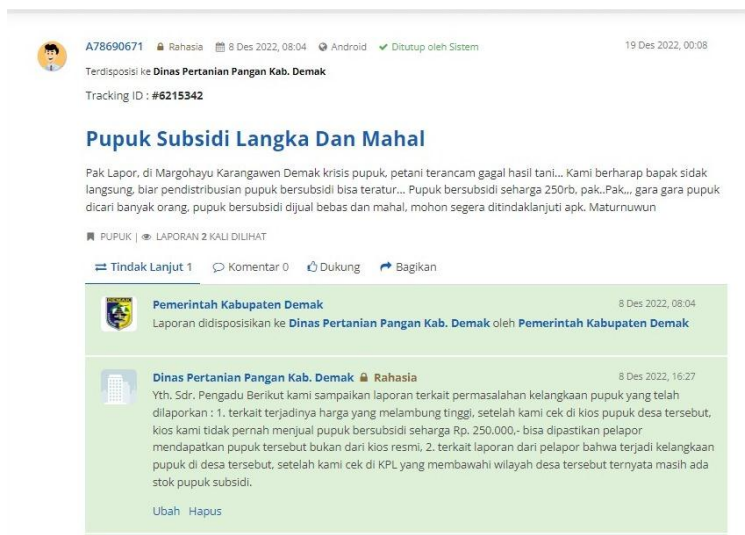 A78690671 Rahasia 8 Des 2022, 08:04 Android Ditutup oleh Sistem 19 Des 2022, 00:08
Terdisposisi ke Dinas Pertanian Pangan Kab. Demak
Tracking ID : #6215342
Pupuk Subsidi Langka Dan Mahal
Pak Lapor, di Margohayu Karangawen Demak krisis pupuk, petani terancam gagal hasil tani... Kami berharap bapak sidak
langsung, biar pendistribusian pupuk bersubsidi bisa teratur... Pupuk bersubsidi seharga 250rb, pak..Pak,,, gara gara pupuk
dicari banyak orang, pupuk bersubsidi dijual bebas dan mahal, mohon segera ditindaklanjuti apk. Maturnuwun
PUPUK | LAPORAN 2 KALI DILIHAT
Tindak Lanjut 1 Komentar 0 Dukung Bagikan
Pemerintah Kabupaten Demak 8 Des 2022, 08:04
Laporan didisposisikan ke Dinas Pertanian Pangan Kab. Demak oleh Pemerintah Kabupaten Demak
Dinas Pertanian Pangan Kab. Demak Rahasia 8 Des 2022, 16:27
Yth. Sdr. Pengadu Berikut kami sampaikan laporan terkait permasalahan kelangkaan pupuk yang telah
dilaporkan : 1. terkait terjadinya harga yang melambung tinggi, setelah kami cek di kios pupuk desa tersebut,
kios kami tidak pernah menjual pupuk bersubsidi seharga Rp. 250.000,- bisa dipastikan pelapor
mendapatkan pupuk tersebut bukan dari kios resmi, 2. terkait laporan dari pelapor bahwa terjadi kelangkaan
pupuk di desa tersebut, setelah kami cek di KPL yang membawahi wilayah desa tersebut ternyata masih ada
stok pupuk subsidi.
Ubah Hapus